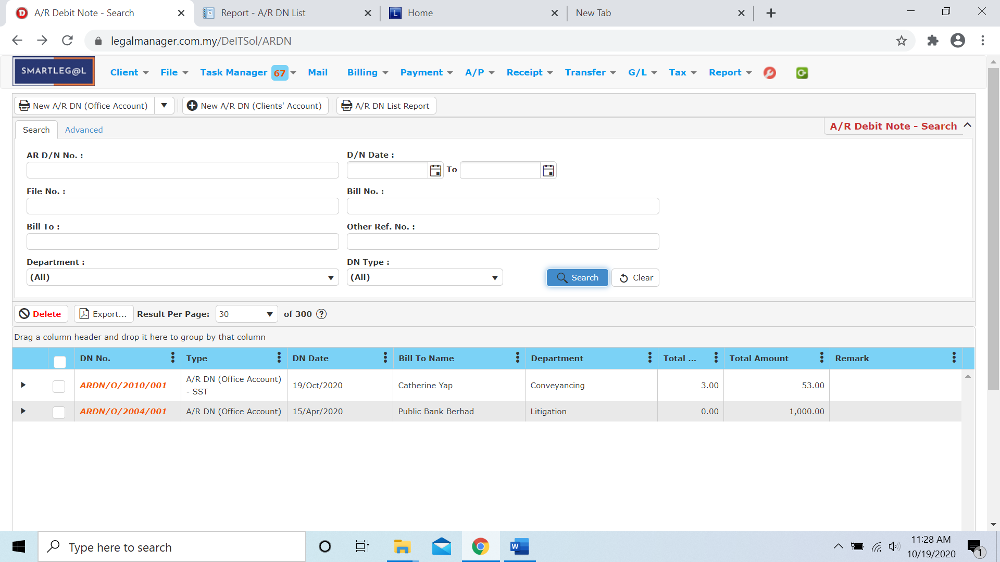 A/R Debit Note - Search
Report - A/R DN List
Home
New Tab
legalmanager.com.my/DeITSol/ARDN
SMARTLEG@L
Client
File
Task Manager 67
Mail
Billing
Payment
A/P
Receipt
Transfer
G/L
Tax
Report
New A/R DN (Office Account)
New A/R DN (Clients' Account)
A/R DN List Report
Search
Advanced
A/R Debit Note - Search
AR D/N No. :
D/N Date :
To
File No. :
Bill No. :
Bill To :
Other Ref. No. :
Department :
DN Type :
(All)
(All)
Search
Clear
Delete
Export...
Result Per Page:
30
of 300
Drag a column header and drop it here to group by that column
DN No.
Type
DN Date
Bill To Name
Department
Total ...
Total Amount
Remark
ARDN/O/2010/001
A/R DN (Office Account)
- SST
19/Oct/2020
Catherine Yap
Conveyancing
3.00
53.00
ARDN/O/2004/001
A/R DN (Office Account)
15/Apr/2020
Public Bank Berhad
Litigation
0.00
1,000.00
Type here to search
11:28 AM
10/19/2020
1